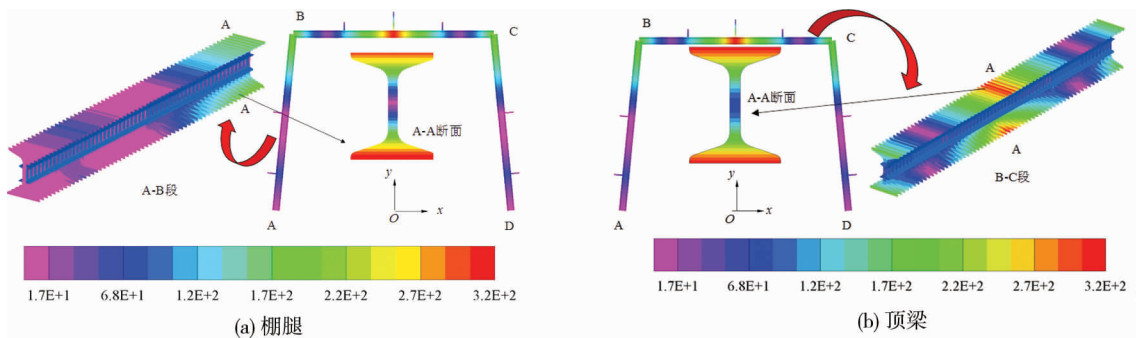 A
B
C
A-A断面
A
A-B段
y
O
x
A
D
1.7E+1 6.8E+1 1.2E+2 1.7E+2 2.2E+2 2.7E+2 3.2E+2
(a) 棚腿
B
C
A
A-A断面
A
B-C段
y
O
x
A
D
1.7E+1 6.8E+1 1.2E+2 1.7E+2 2.2E+2 2.7E+2 3.2E+2
(b) 顶梁